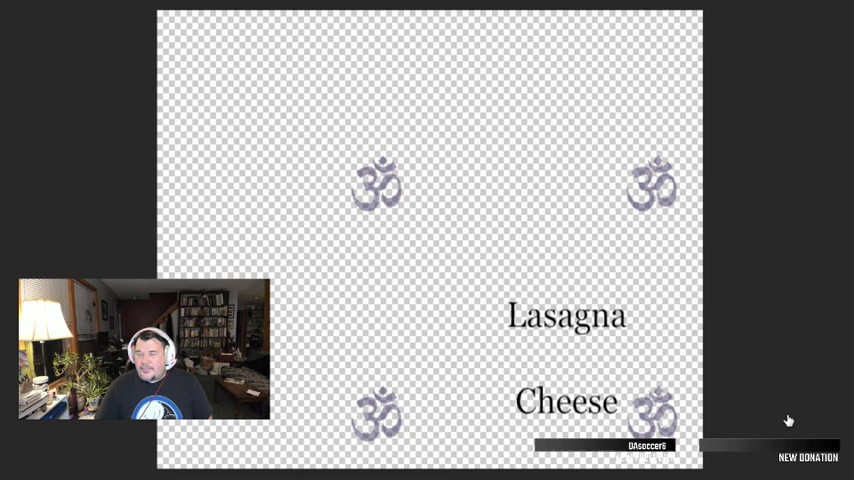 ॐ ॐ
Lasagna
Cheese
ॐ ॐ
DAsoccer6
NEW DONATION